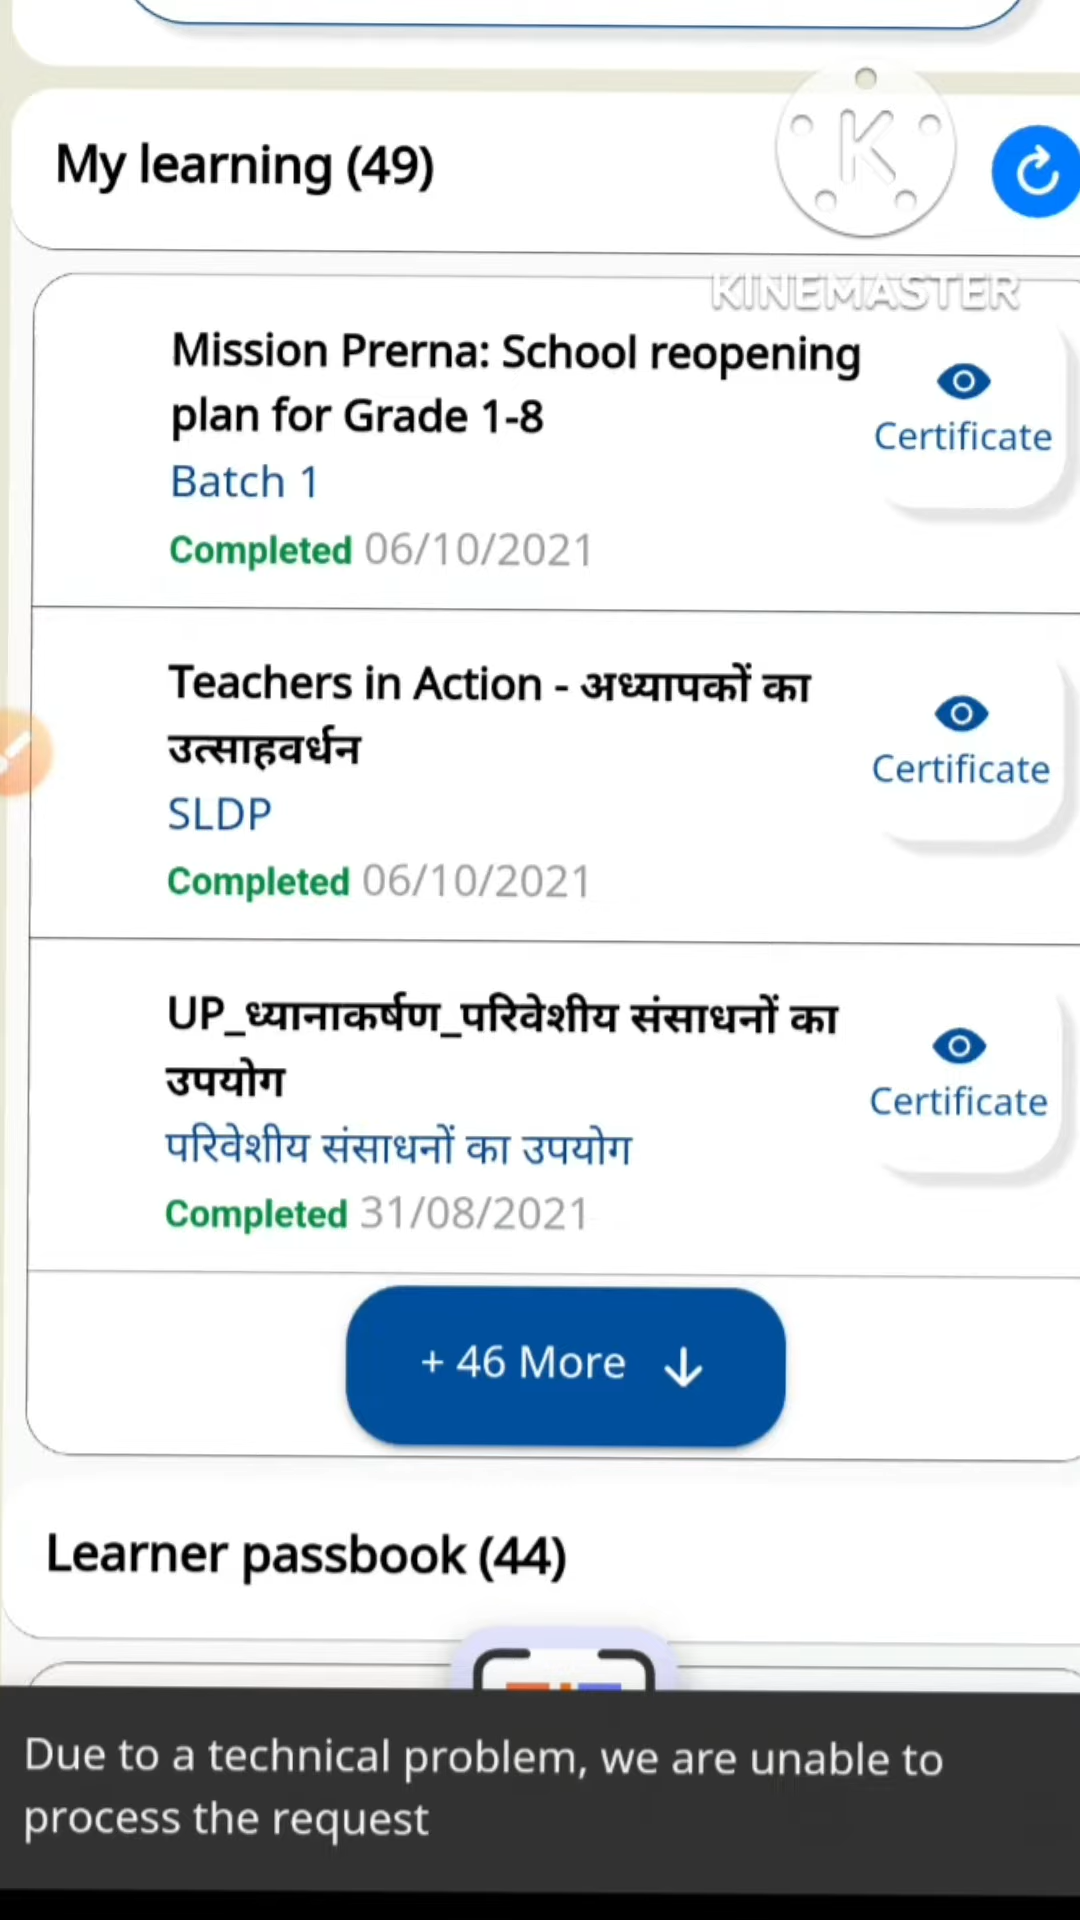 My learning (49)
K
KINEMASTER
Mission Prerna: School reopening
plan for Grade 1-8
Certificate
Batch 1
Completed 06/10/2021
Teachers in Action - अध्यापकों का
उत्साहवर्धन
Certificate
SLDP
Completed 06/10/2021
UP_ध्यानाकर्षण_परिवेशीय संसाधनों का
उपयोग
Certificate
परिवेशीय संसाधनों का उपयोग
Completed 31/08/2021
+ 46 More
Learner passbook (44)
Due to a technical problem, we are unable to
process the request